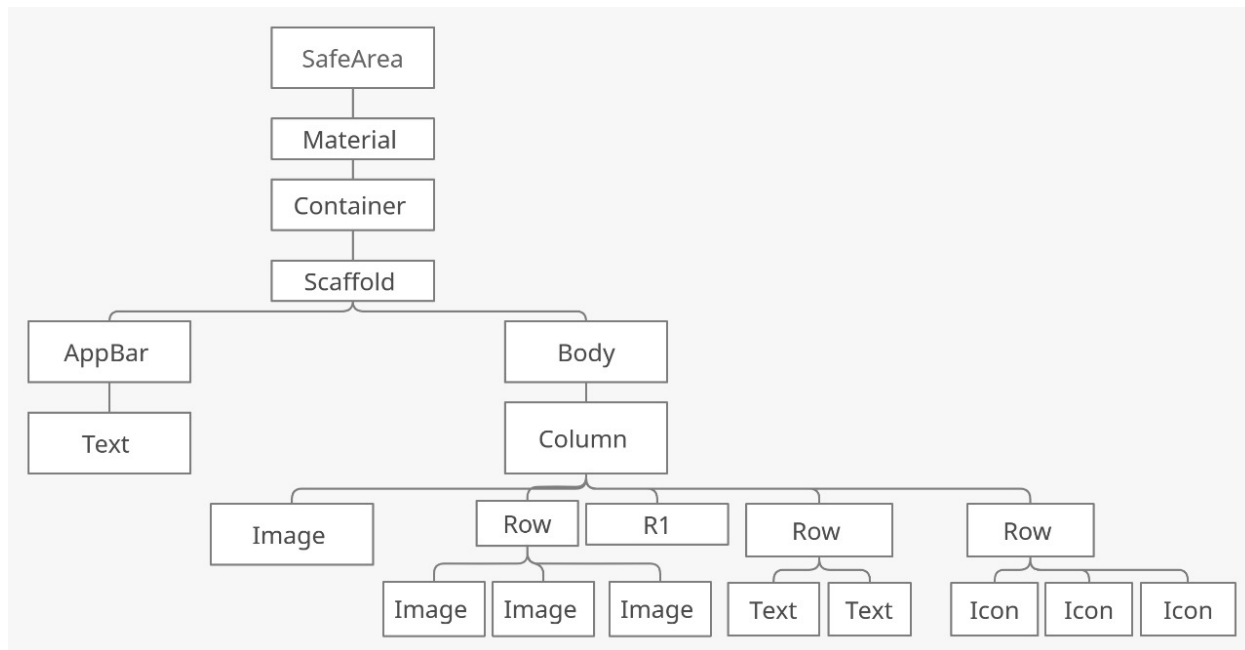 SafeArea
Material
Container
Scaffold
AppBar
Body
Text
Column
Image
Row
R1
Row
Row
Image
Image
Image
Text
Text
Icon
Icon
Icon